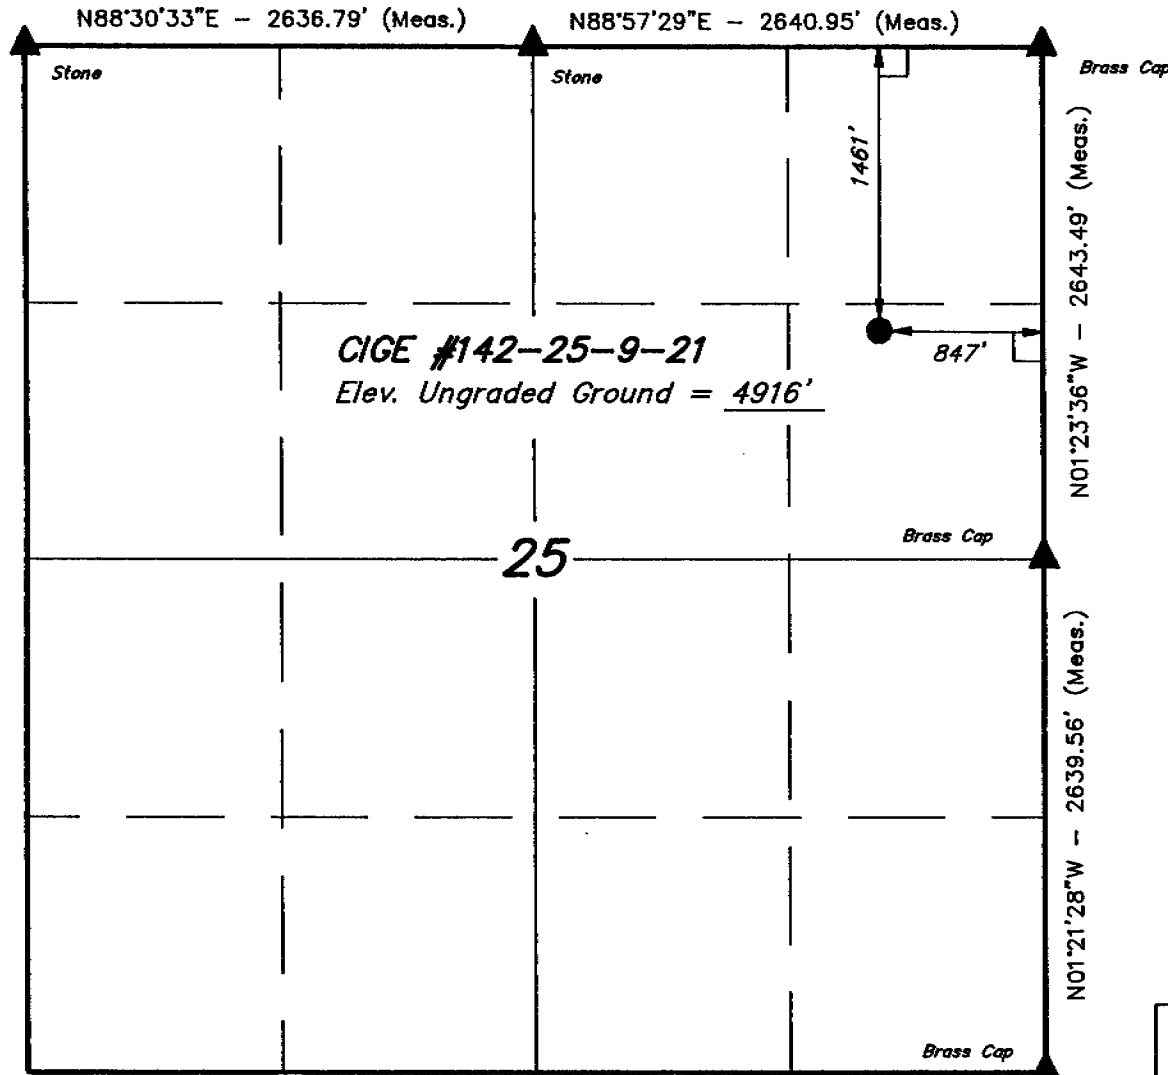 N88°30'33"E - 2636.79' (Meas.)
N88°57'29"E - 2640.95' (Meas.)
Stone
Stone
Brass Cap
1461'
N01°23'36"W - 2643.49' (Meas.)
CIGE #142-25-9-21
847'
Elev. Ungraded Ground = 4916'
Brass Cap
25
N01°21'28"W - 2639.56' (Meas.)
Brass Cap